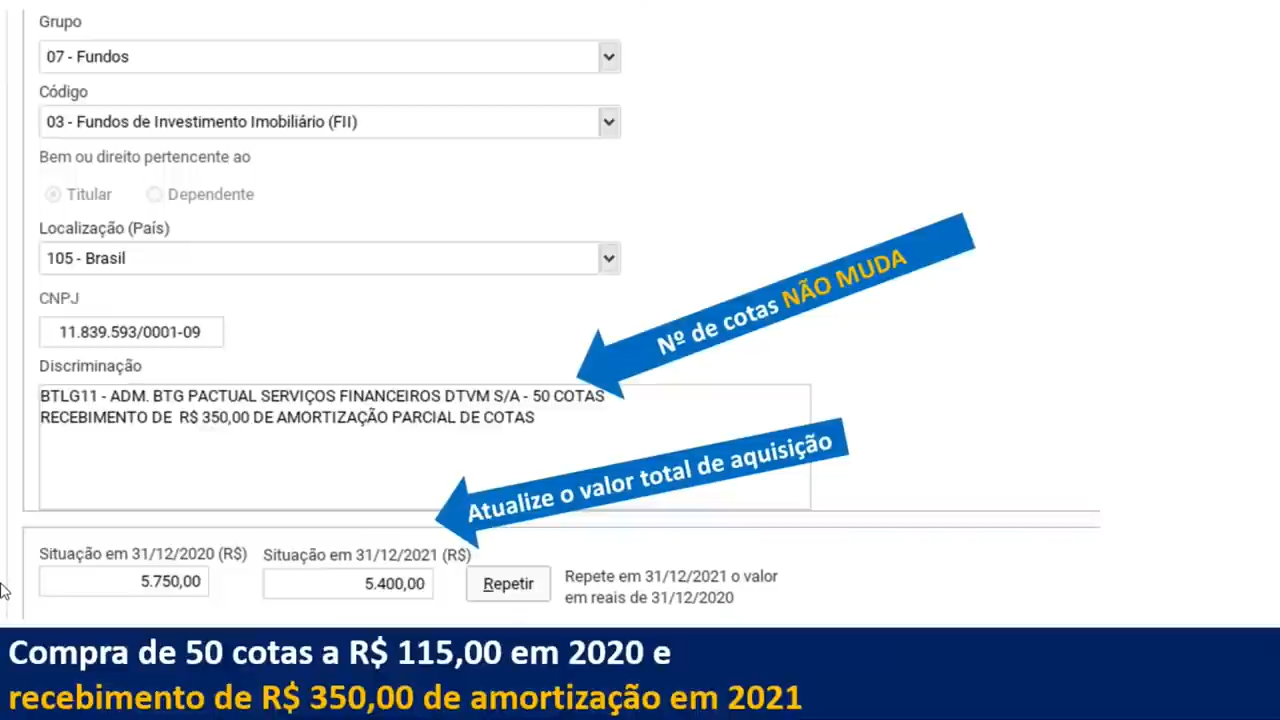 Grupo
07 - Fundos
Código
03 - Fundos de Investimento Imobiliário (FII)
Bem ou direito pertencente ao
Titular Dependente
Localização (País)
105 - Brasil
Nº de cotas NÃO MUDA
CNPJ
11.839.593/0001-09
Discriminação
BTLG11 - ADM. BTG PACTUAL SERVIÇOS FINANCEIROS DTVM S/A - 50 COTAS
RECEBIMENTO DE R$ 350,00 DE AMORTIZAÇÃO PARCIAL DE COTAS
Atualize o valor total de aquisição
Situação em 31/12/2020 (R$) Situação em 31/12/2021 (R$)
5.750,00 5.400,00 Repetir
Repete em 31/12/2021 o valor
em reais de 31/12/2020
Compra de 50 cotas a R$ 115,00 em 2020 e
recebimento de R$ 350,00 de amortização em 2021